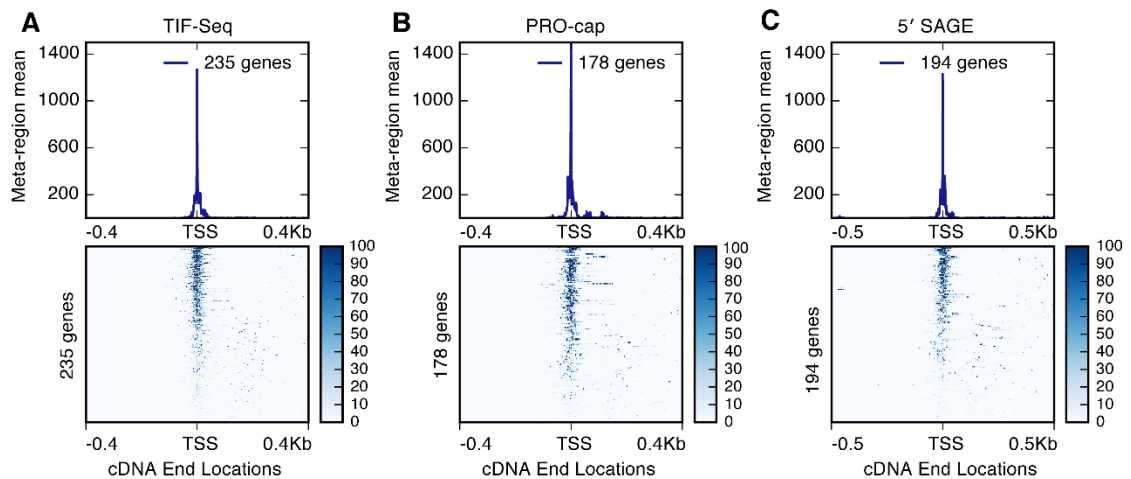 A
TIF-Seq
Meta-region mean
1400
1000
600
200
235 genes
-0.4
TSS
0.4Kb
235 genes
100
90
80
70
60
50
40
30
20
10
0
-0.4
TSS
0.4Kb
cDNA End Locations
B
PRO-cap
Meta-region mean
1400
1000
600
200
178 genes
-0.4
TSS
0.4Kb
178 genes
100
90
80
70
60
50
40
30
20
10
0
-0.4
TSS
0.4Kb
cDNA End Locations
C
5′ SAGE
Meta-region mean
1400
1000
600
200
194 genes
-0.5
TSS
0.5Kb
194 genes
100
90
80
70
60
50
40
30
20
10
0
-0.5
TSS
0.5Kb
cDNA End Locations